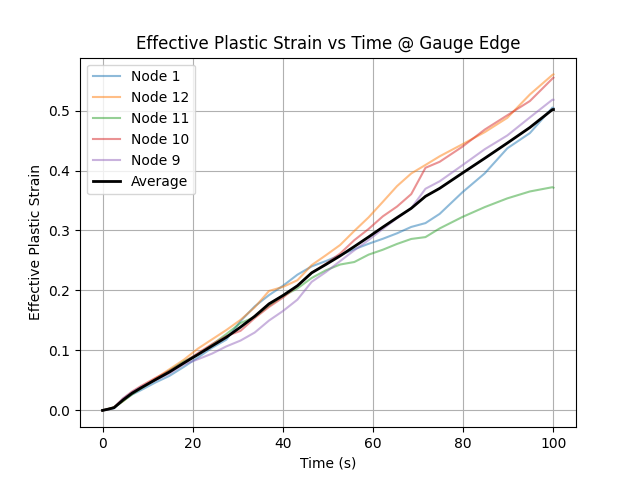 Effective Plastic Strain vs Time @ Gauge Edge
Node 1
Node 12
Node 11
Node 10
Node 9
Average
Effective Plastic Strain
0.5
0.4
0.3
0.2
0.1
0.0
0 20 40 60 80 100
Time (s)